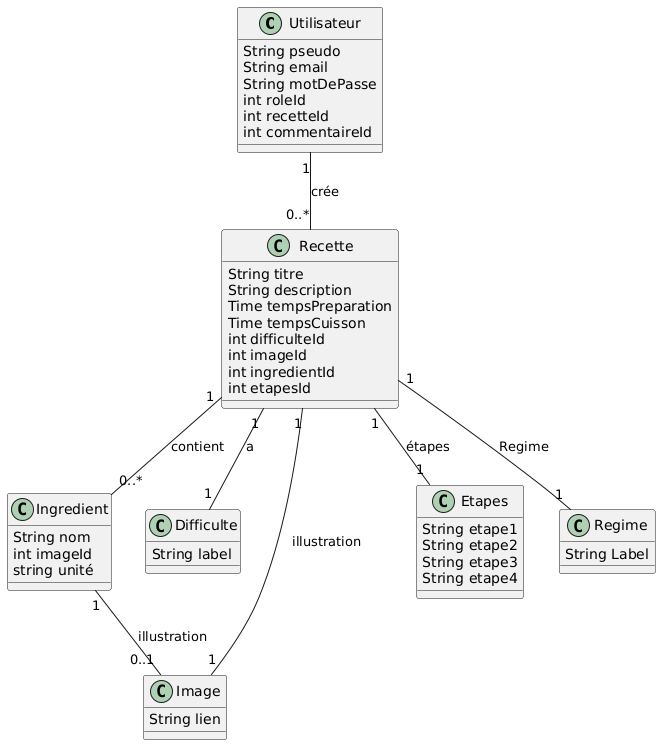 C Utilisateur
String pseudo
String email
String motDePasse
int roleId
int recetteId
int commentaireId
1
crée
0..*
C Recette
String titre
String description
Time tempsPreparation
Time tempsCuisson
int difficulteId
int imageId
int ingredientId
int etapesId
1
1
1
1
1
contient
a
étapes
Regime
0..*
1
1
1
C Ingredient
String nom
int imageId
string unité
C Difficulte
String label
C Etapes
String etape1
String etape2
String etape3
String etape4
C Regime
String Label
illustration
1
illustration
0..1
1
C Image
String lien